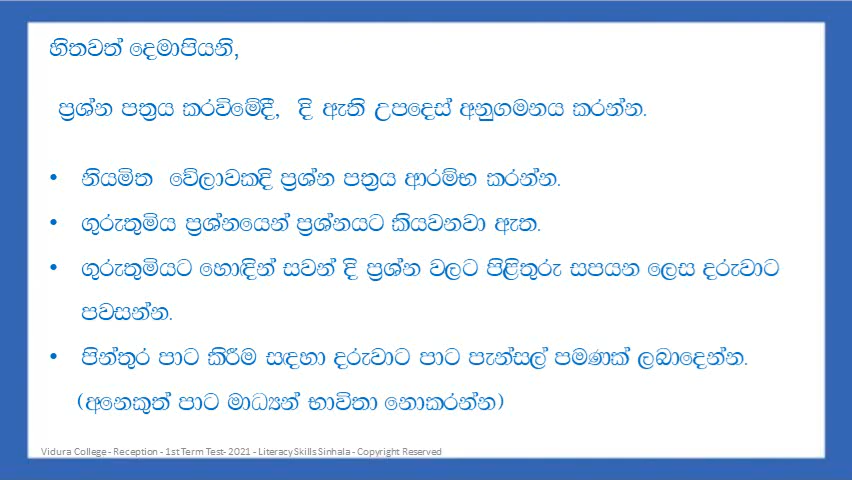 හිතවත් දෙමාපියනි,
ප්‍රශ්න පත්‍රය කරවීමේදී, දි ඇති උපදෙස් අනුගමනය කරන්න.
• නියමිත වේලාවකදි ප්‍රශ්න පත්‍රය ආරම්භ කරන්න.
• ගුරුතුමිය ප්‍රශ්නයෙන් ප්‍රශ්නයට කියවනවා ඇත.
• ගුරුතුමියට හොඳින් සවන් දි ප්‍රශ්න වලට පිළිතුරු සපයන ලෙස දරුවාට
පවසන්න.
• පින්තූර පාට කිරීම සඳහා දරුවාට පාට පැන්සල් පමණක් ලබාදෙන්න.
(අනෙකුත් පාට මාධ්‍යන් භාවිතා නොකරන්න)
Vidura College - Reception - 1st Term Test- 2021 - Literacy Skills Sinhala - Copyright Reserved